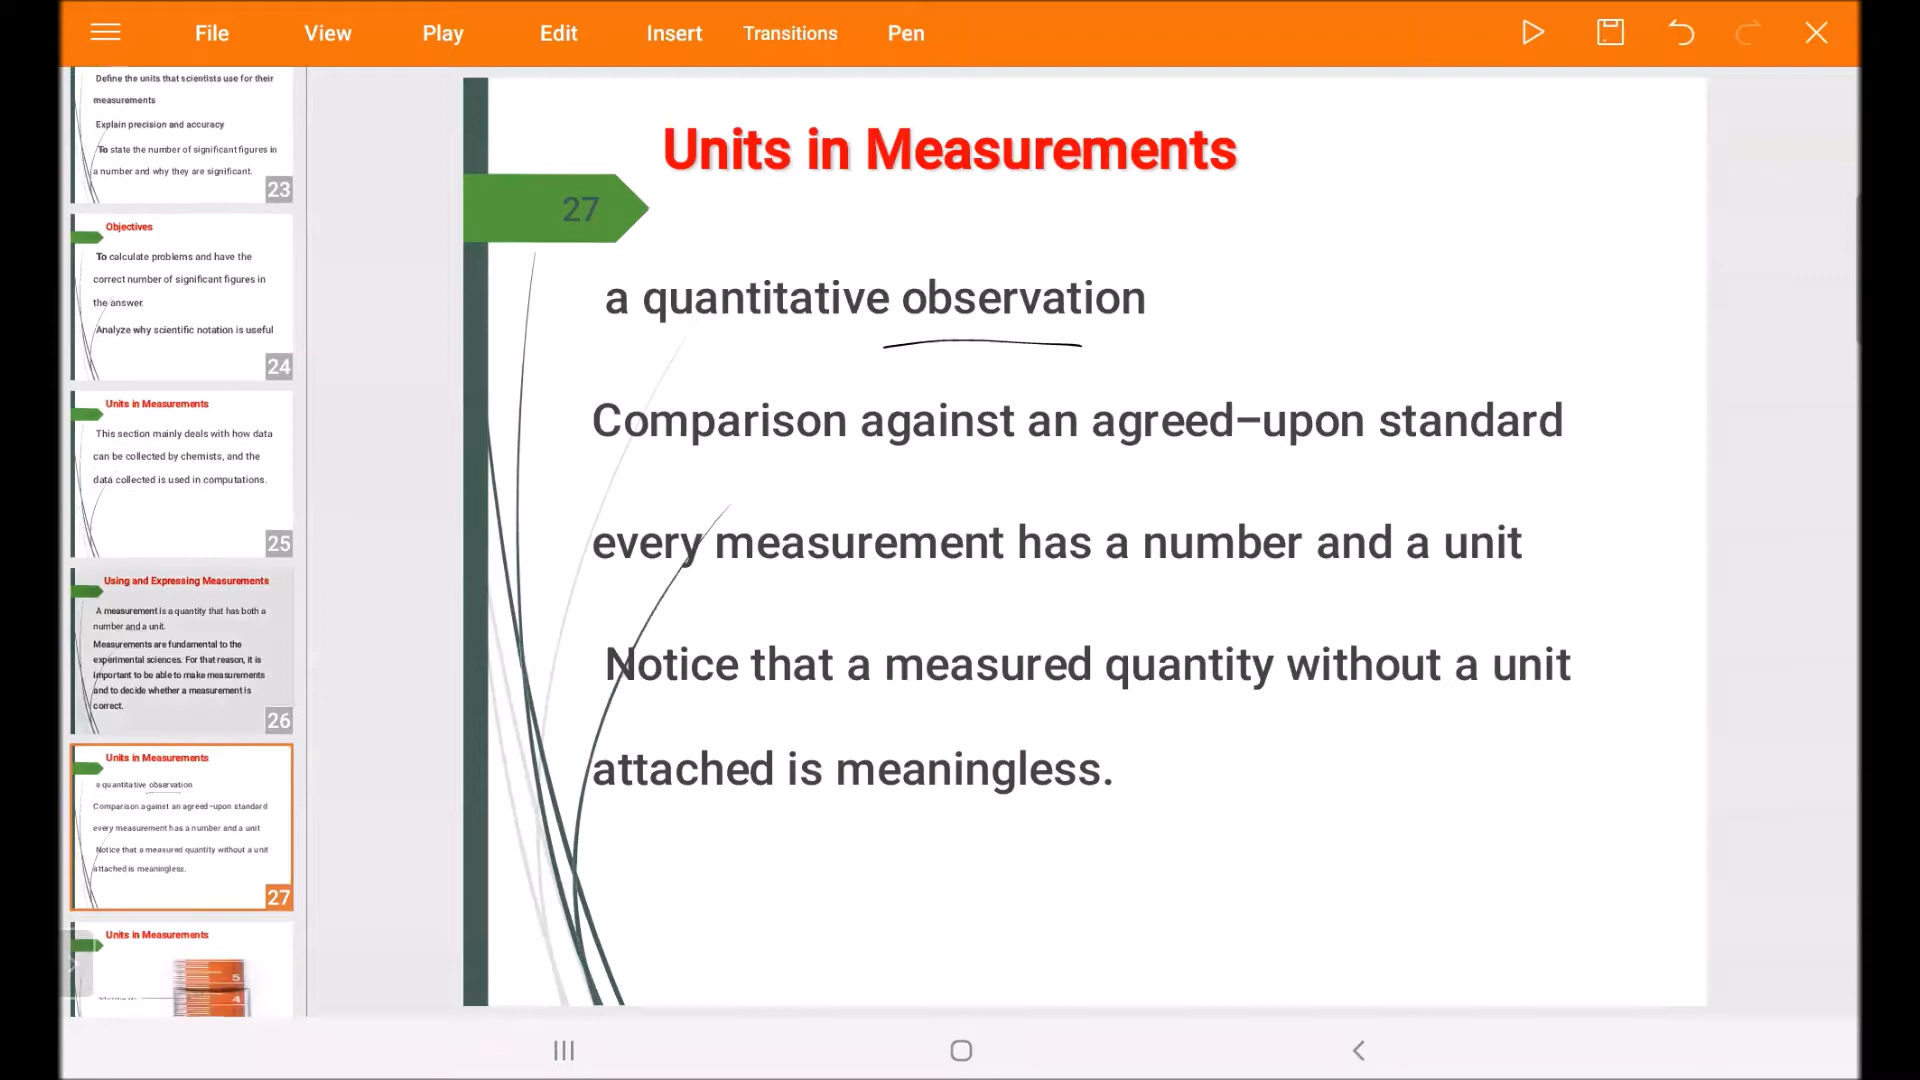 File View Play Edit Insert Transitions Pen
Define the units that scientists use for their
measurements
Explain precision and accuracy
To state the number of significant figures in
a number and why they are significant.
23
Objectives
To calculate problems and have the
correct number of significant figures in
the answer.
Analyze why scientific notation is useful
24
Units in Measurements
This section mainly deals with how data
can be collected by chemists, and the
data collected is used in computations.
25
Using and Expressing Measurements
A measurement is a quantity that has both a
number and a unit.
Measurements are fundamental to the
experimental sciences. For that reason, it is
important to be able to make measurements
and to decide whether a measurement is
correct.
26
Units in Measurements
a quantitative observation
Comparison against an agreed-upon standard
every measurement has a number and a unit
Notice that a measured quantity without a unit
attached is meaningless.
27
Units in Measurements
5
4
Units in Measurements
27
a quantitative observation
Comparison against an agreed–upon standard
every measurement has a number and a unit
Notice that a measured quantity without a unit
attached is meaningless.